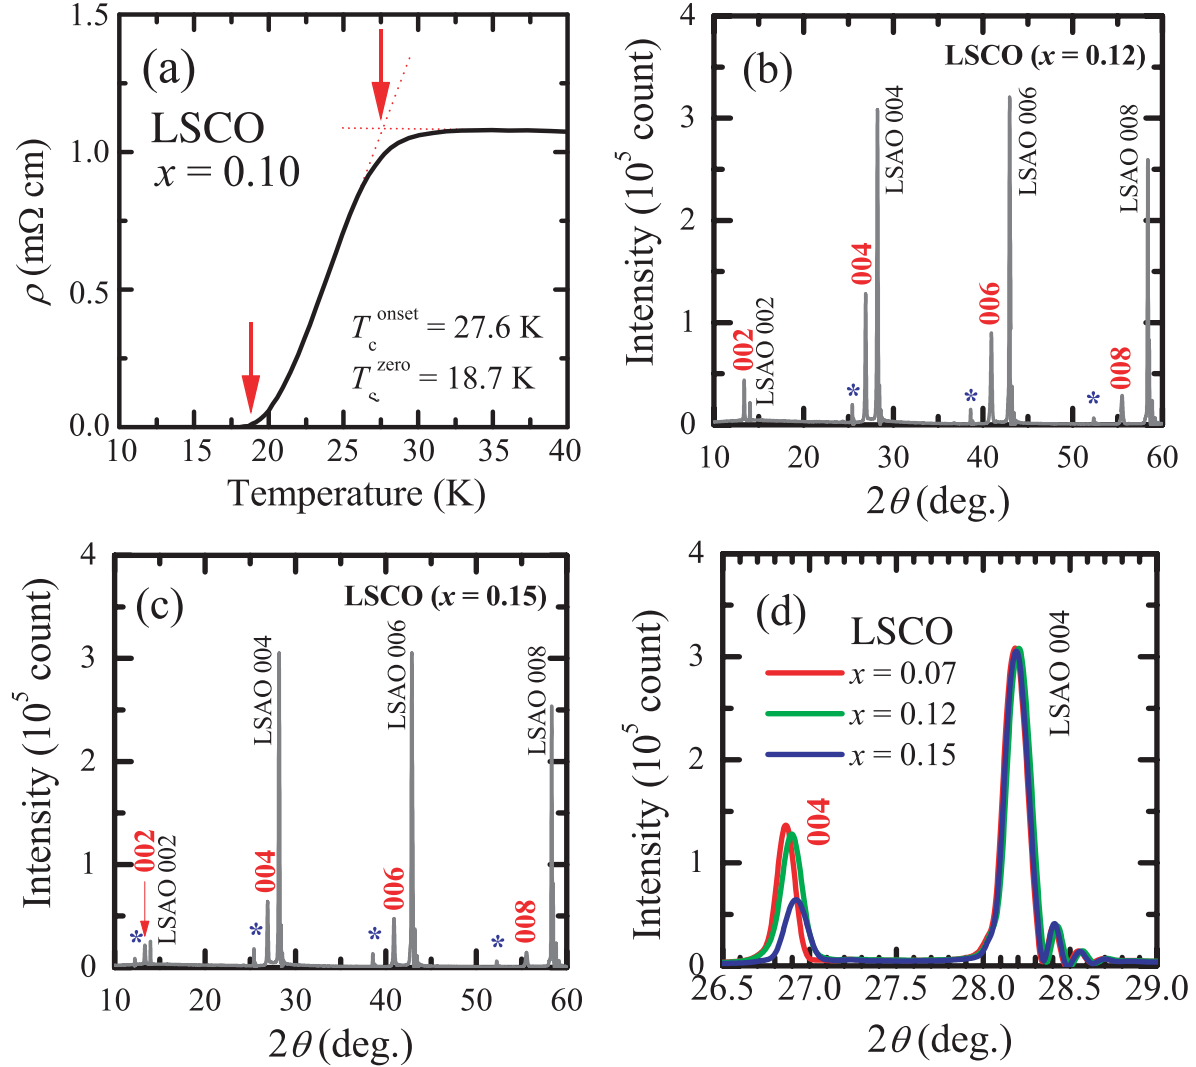 (a)
LSCO
x = 0.10
1.5
1.0
0.5
0.0
ρ (mΩ cm)
T_c^onset = 27.6 K
T_c^zero = 18.7 K
10 15 20 25 30 35 40
Temperature (K)
(b)
LSCO (x = 0.12)
4
3
2
1
0
Intensity (10^5 count)
002
LSAO 002
*
004
LSAO 004
*
006
LSAO 006
*
008
LSAO 008
10 20 30 40 50 60
2θ (deg.)
(c)
LSCO (x = 0.15)
4
3
2
1
0
Intensity (10^5 count)
*
002
LSAO 002
*
004
LSAO 004
*
006
LSAO 006
*
008
LSAO 008
10 20 30 40 50 60
2θ (deg.)
(d)
LSCO
x = 0.07
x = 0.12
x = 0.15
4
3
2
1
0
Intensity (10^5 count)
004
LSAO 004
26.5 27.0 27.5 28.0 28.5 29.0
2θ (deg.)